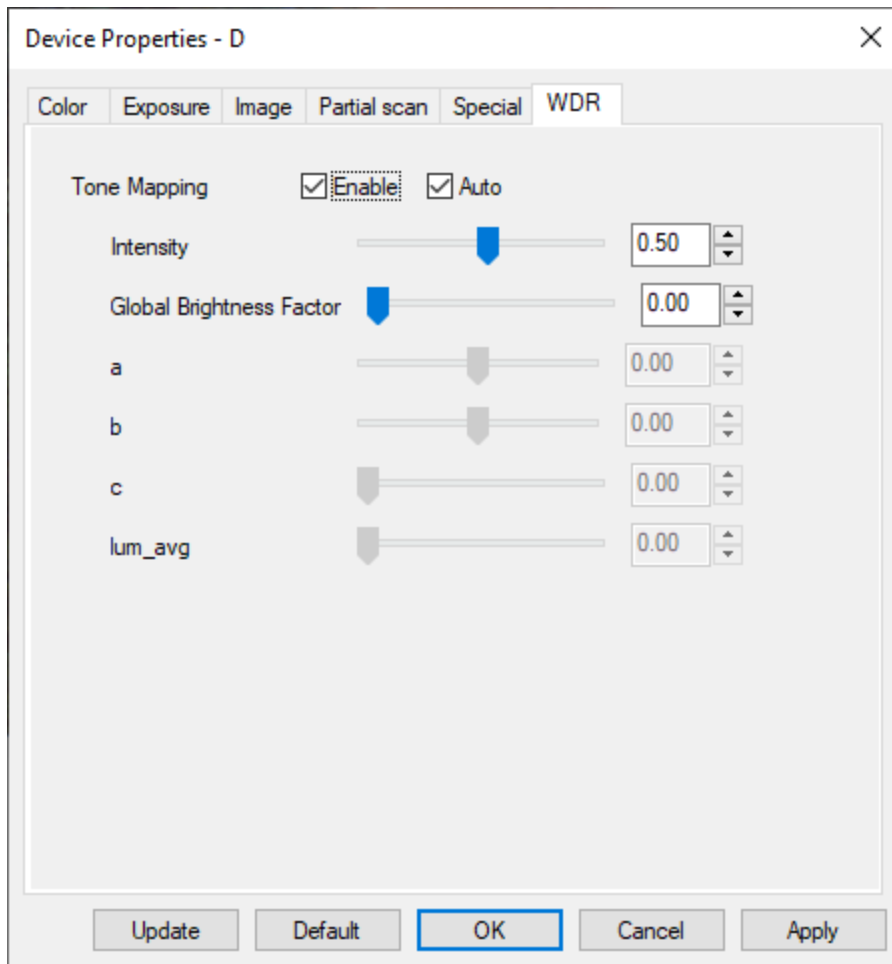 Device Properties - D
Color Exposure Image Partial scan Special WDR
Tone Mapping Enable Auto
Intensity 0.50
Global Brightness Factor 0.00
a 0.00
b 0.00
c 0.00
lum_avg 0.00
Update Default OK Cancel Apply